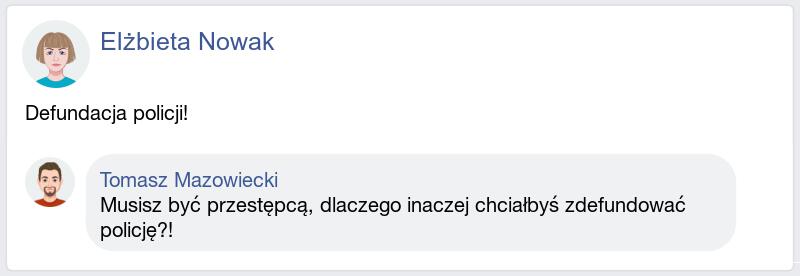 Elżbieta Nowak
Defundacja policji!
Tomasz Mazowiecki
Musisz być przestępcą, dlaczego inaczej chciałbyś zdefundować
policję?!